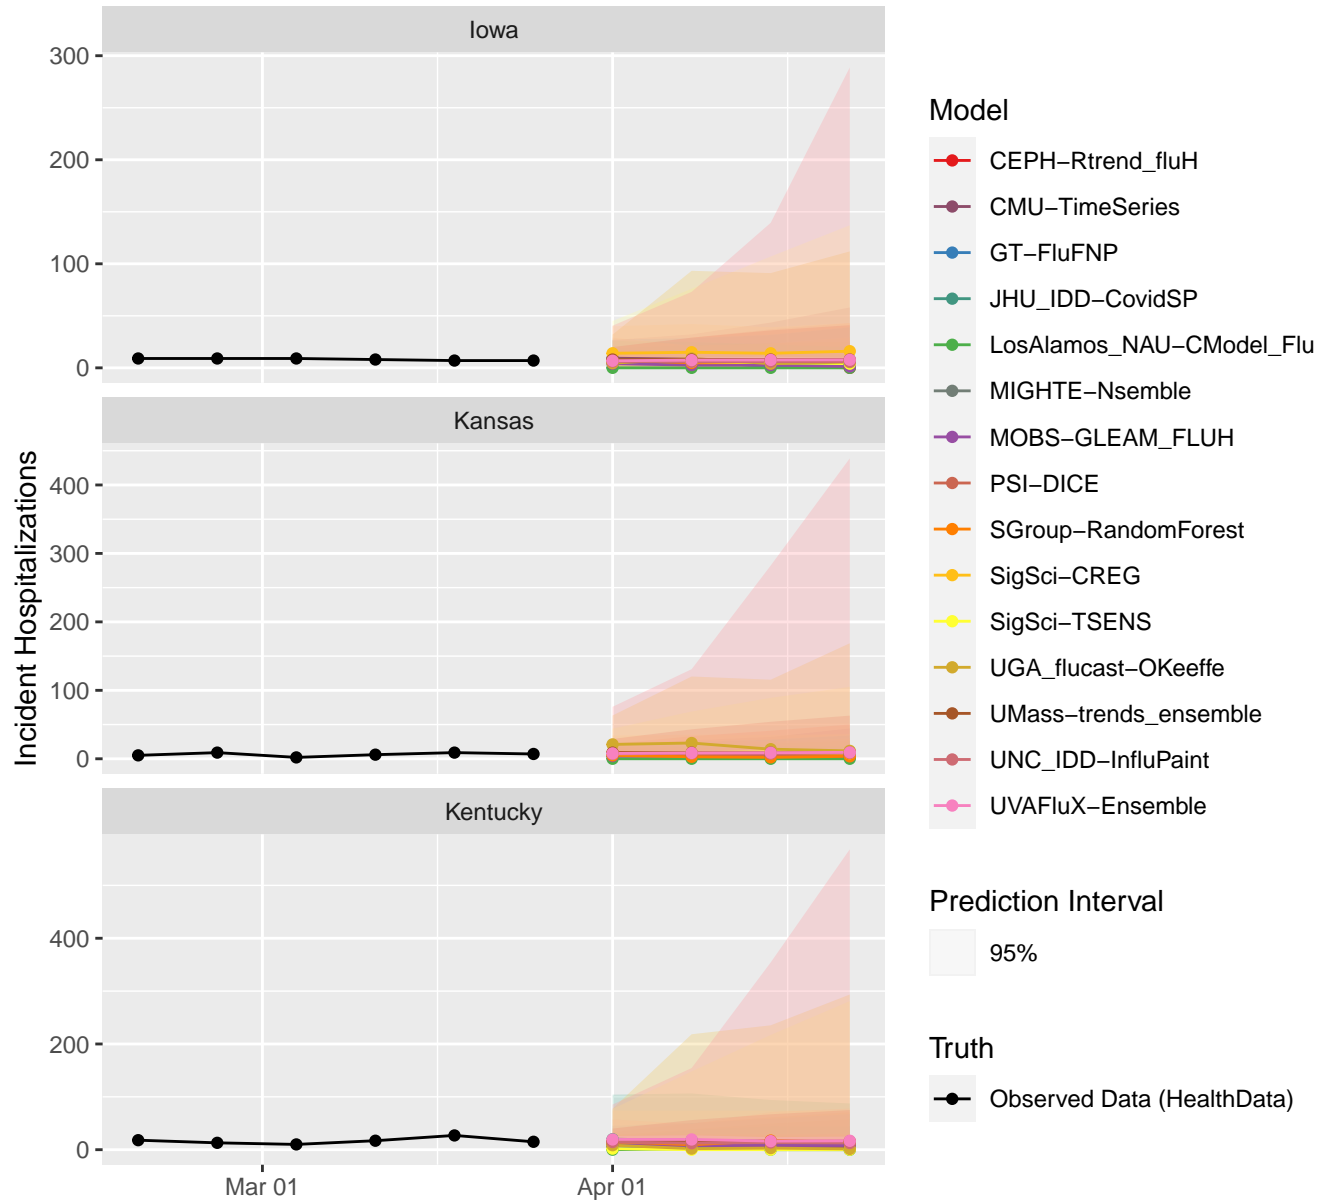 Iowa
300
200
100
0
Kansas
400
300
200
100
0
Kentucky
400
200
0
Mar 01
Apr 01
Incident Hospitalizations
Model
CEPH−Rtrend_fluH
CMU−TimeSeries
GT−FluFNP
JHU_IDD−CovidSP
LosAlamos_NAU−CModel_Flu
MIGHTE−Nsemble
MOBS−GLEAM_FLUH
PSI−DICE
SGroup−RandomForest
SigSci−CREG
SigSci−TSENS
UGA_flucast−OKeeffe
UMass−trends_ensemble
UNC_IDD−InfluPaint
UVAFluX−Ensemble
Prediction Interval
95%
Truth
Observed Data (HealthData)